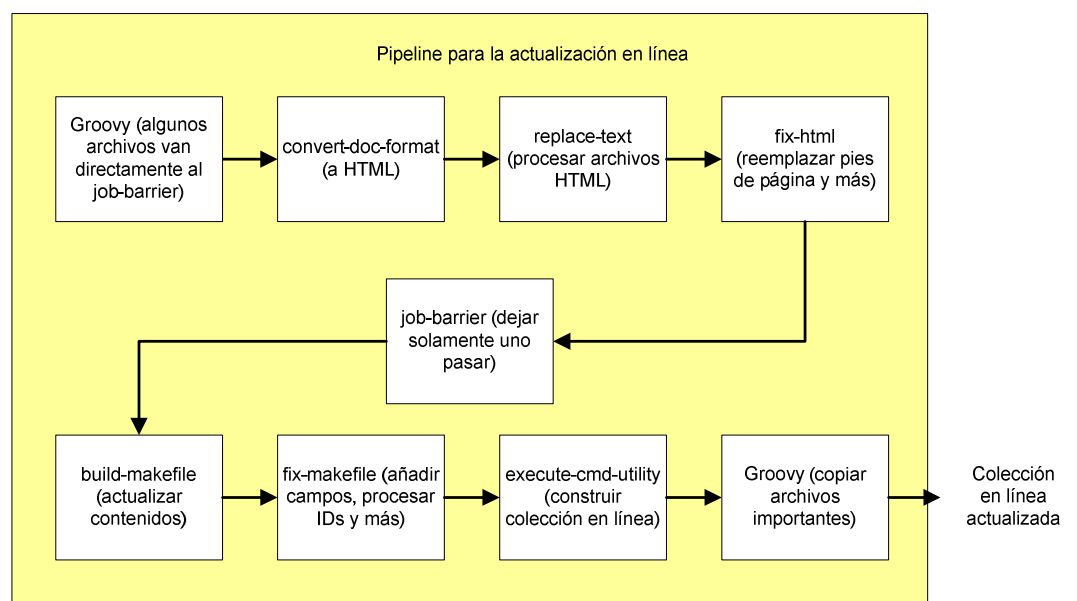 Pipeline para la actualización en línea
Groovy (algunos
archivos van
directamente al
job-barrier)
convert-doc-format
(a HTML)
replace-text
(procesar archivos
HTML)
fix-html
(reemplazar pies
de página y más)
job-barrier (dejar
solamente uno
pasar)
build-makefile
(actualizar
contenidos)
fix-makefile (añadir
campos, procesar
IDs y más)
execute-cmd-utility
(construir
colección en línea)
Groovy (copiar
archivos
importantes)
Colección
en línea
actualizada